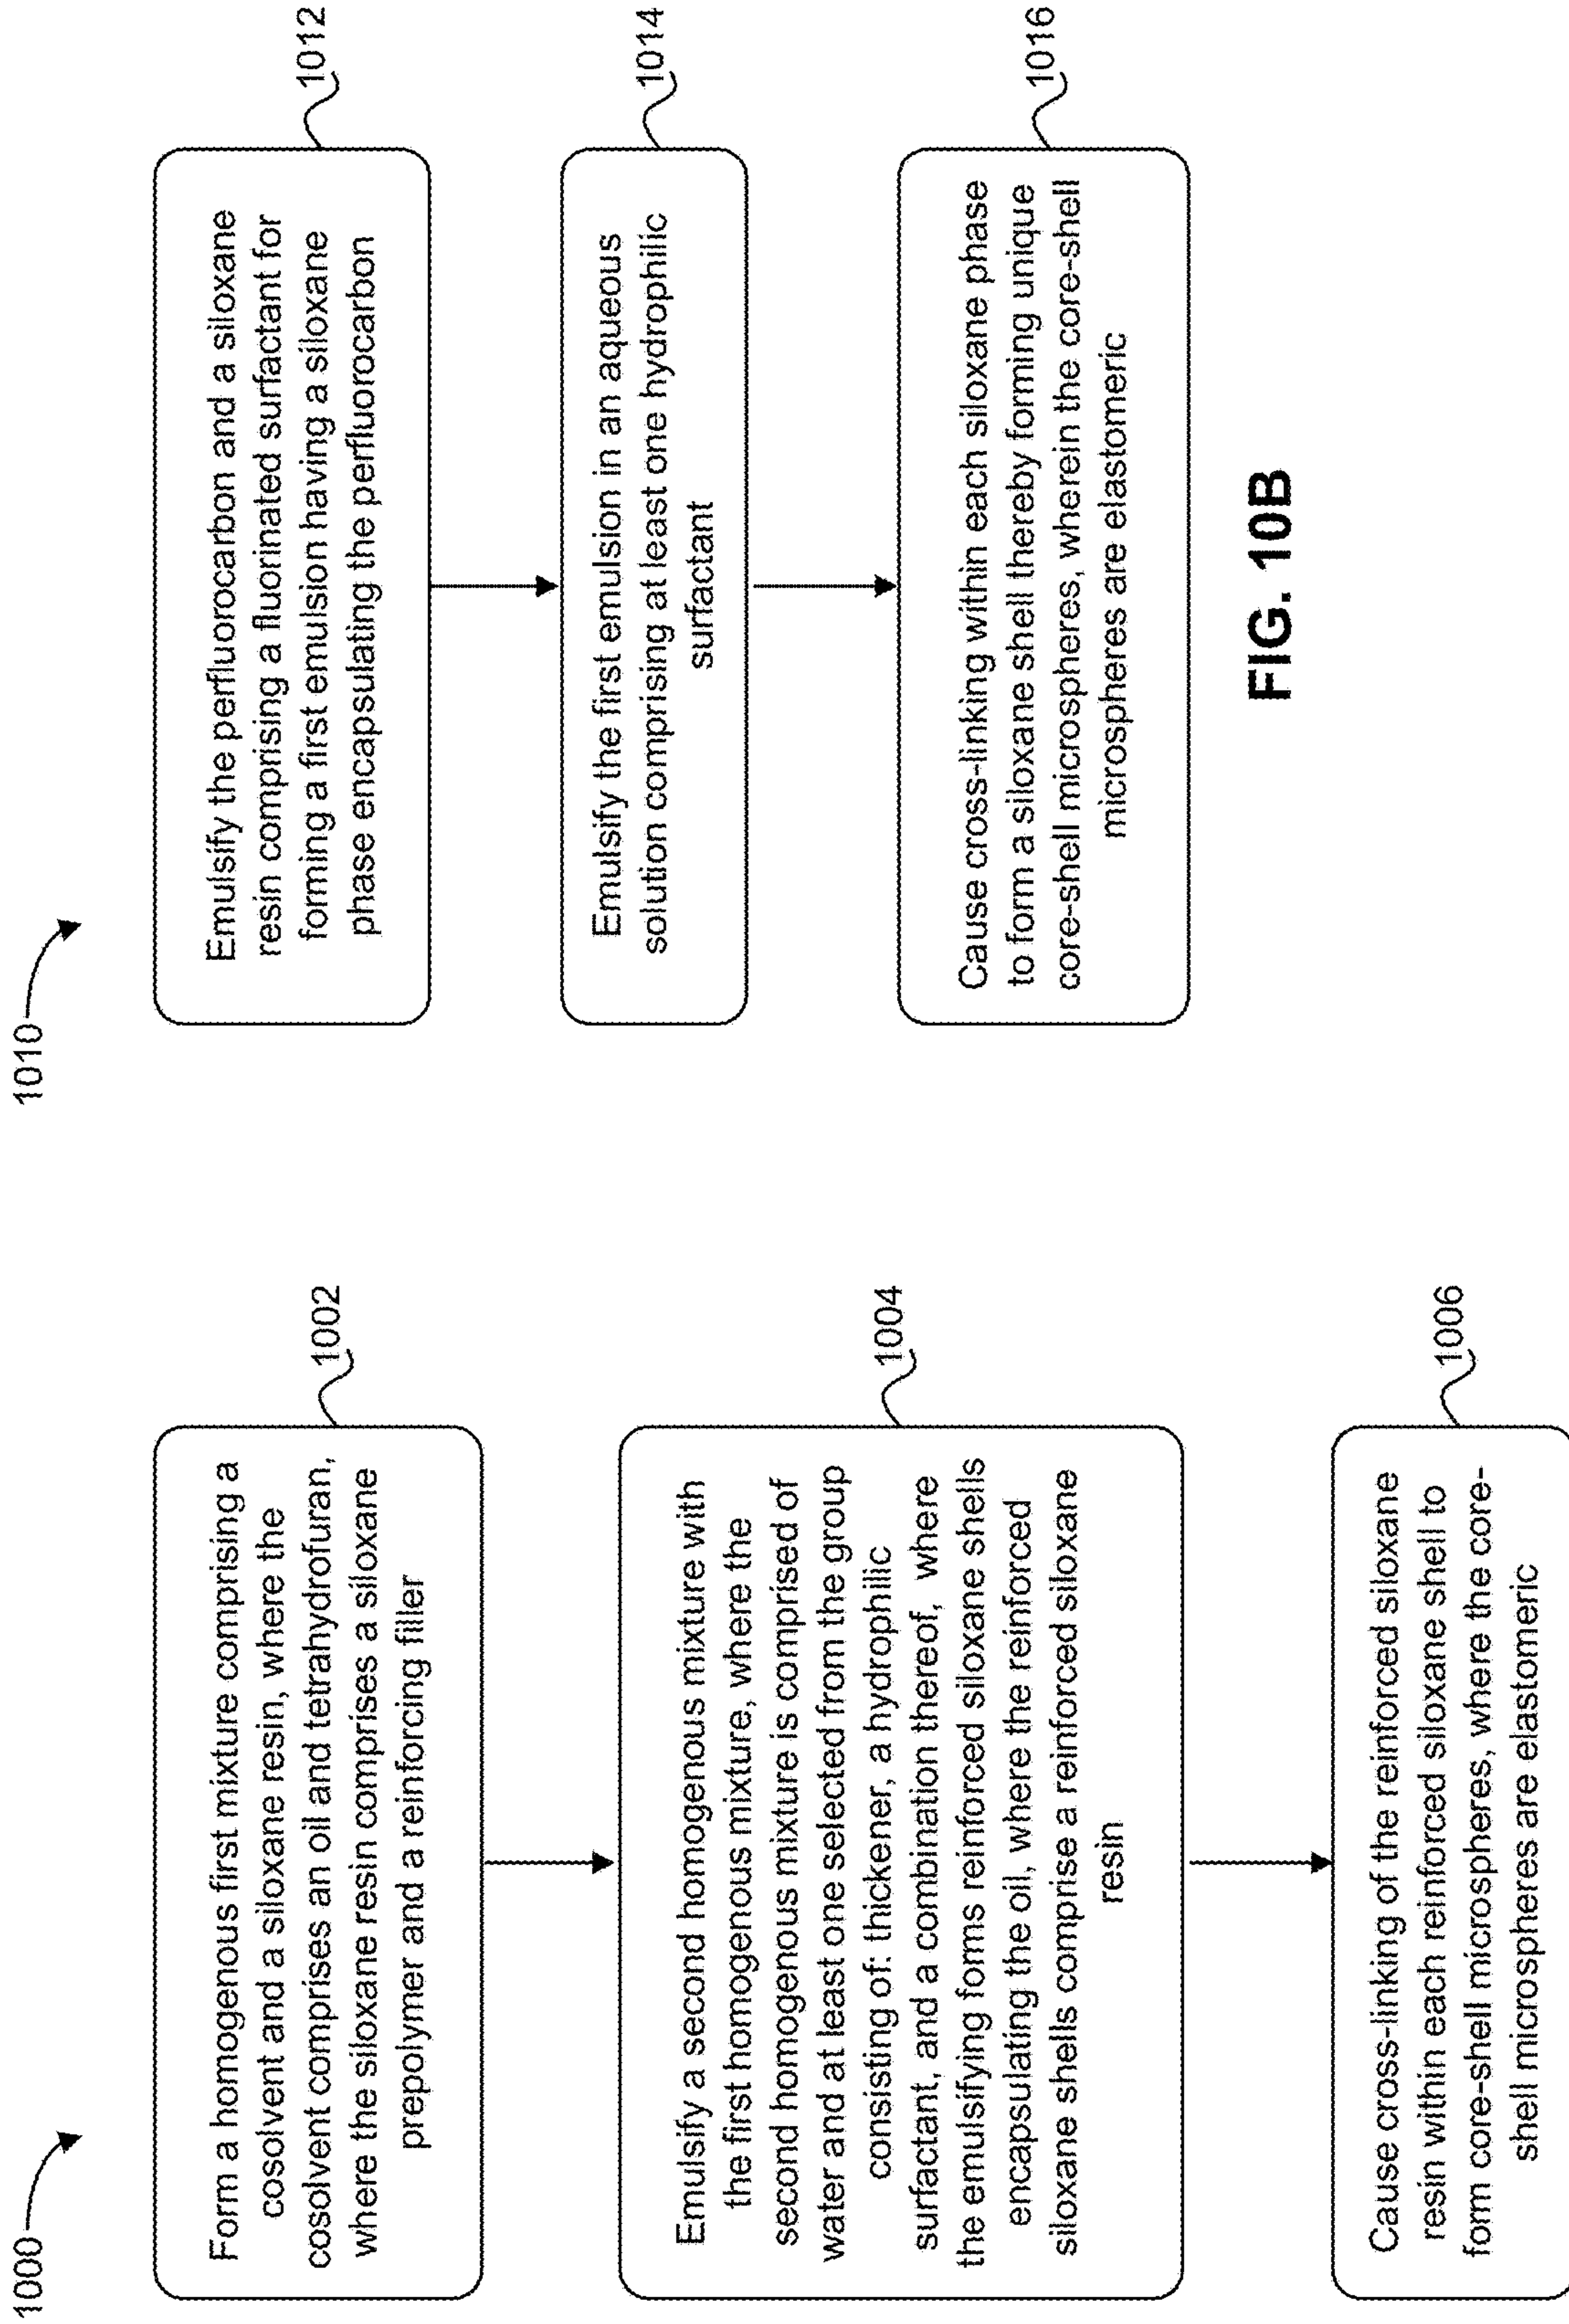 1000
Form a homogenous first mixture comprising a
cosolvent and a siloxane resin, where the
cosolvent comprises an oil and tetrahydrofuran,
where the siloxane resin comprises a siloxane
prepolymer and a reinforcing filler
1002
Emulsify a second homogenous mixture with
the first homogenous mixture, where the
second homogenous mixture is comprised of
water and at least one selected from the group
consisting of: thickener, a hydrophilic
surfactant, and a combination thereof, where
the emulsifying forms reinforced siloxane shells
encapsulating the oil, where the reinforced
siloxane shells comprise a reinforced siloxane
resin
1004
Cause cross-linking of the reinforced siloxane
resin within each reinforced siloxane shell to
form core-shell microspheres, where the core-
shell microspheres are elastomeric
1006
1010
Emulsify the perfluorocarbon and a siloxane
resin comprising a fluorinated surfactant for
forming a first emulsion having a siloxane
phase encapsulating the perfluorocarbon
1012
Emulsify the first emulsion in an aqueous
solution comprising at least one hydrophilic
surfactant
1014
Cause cross-linking within each siloxane phase
to form a siloxane shell thereby forming unique
core-shell microspheres, wherein the core-shell
microspheres are elastomeric
1016
FIG. 10B